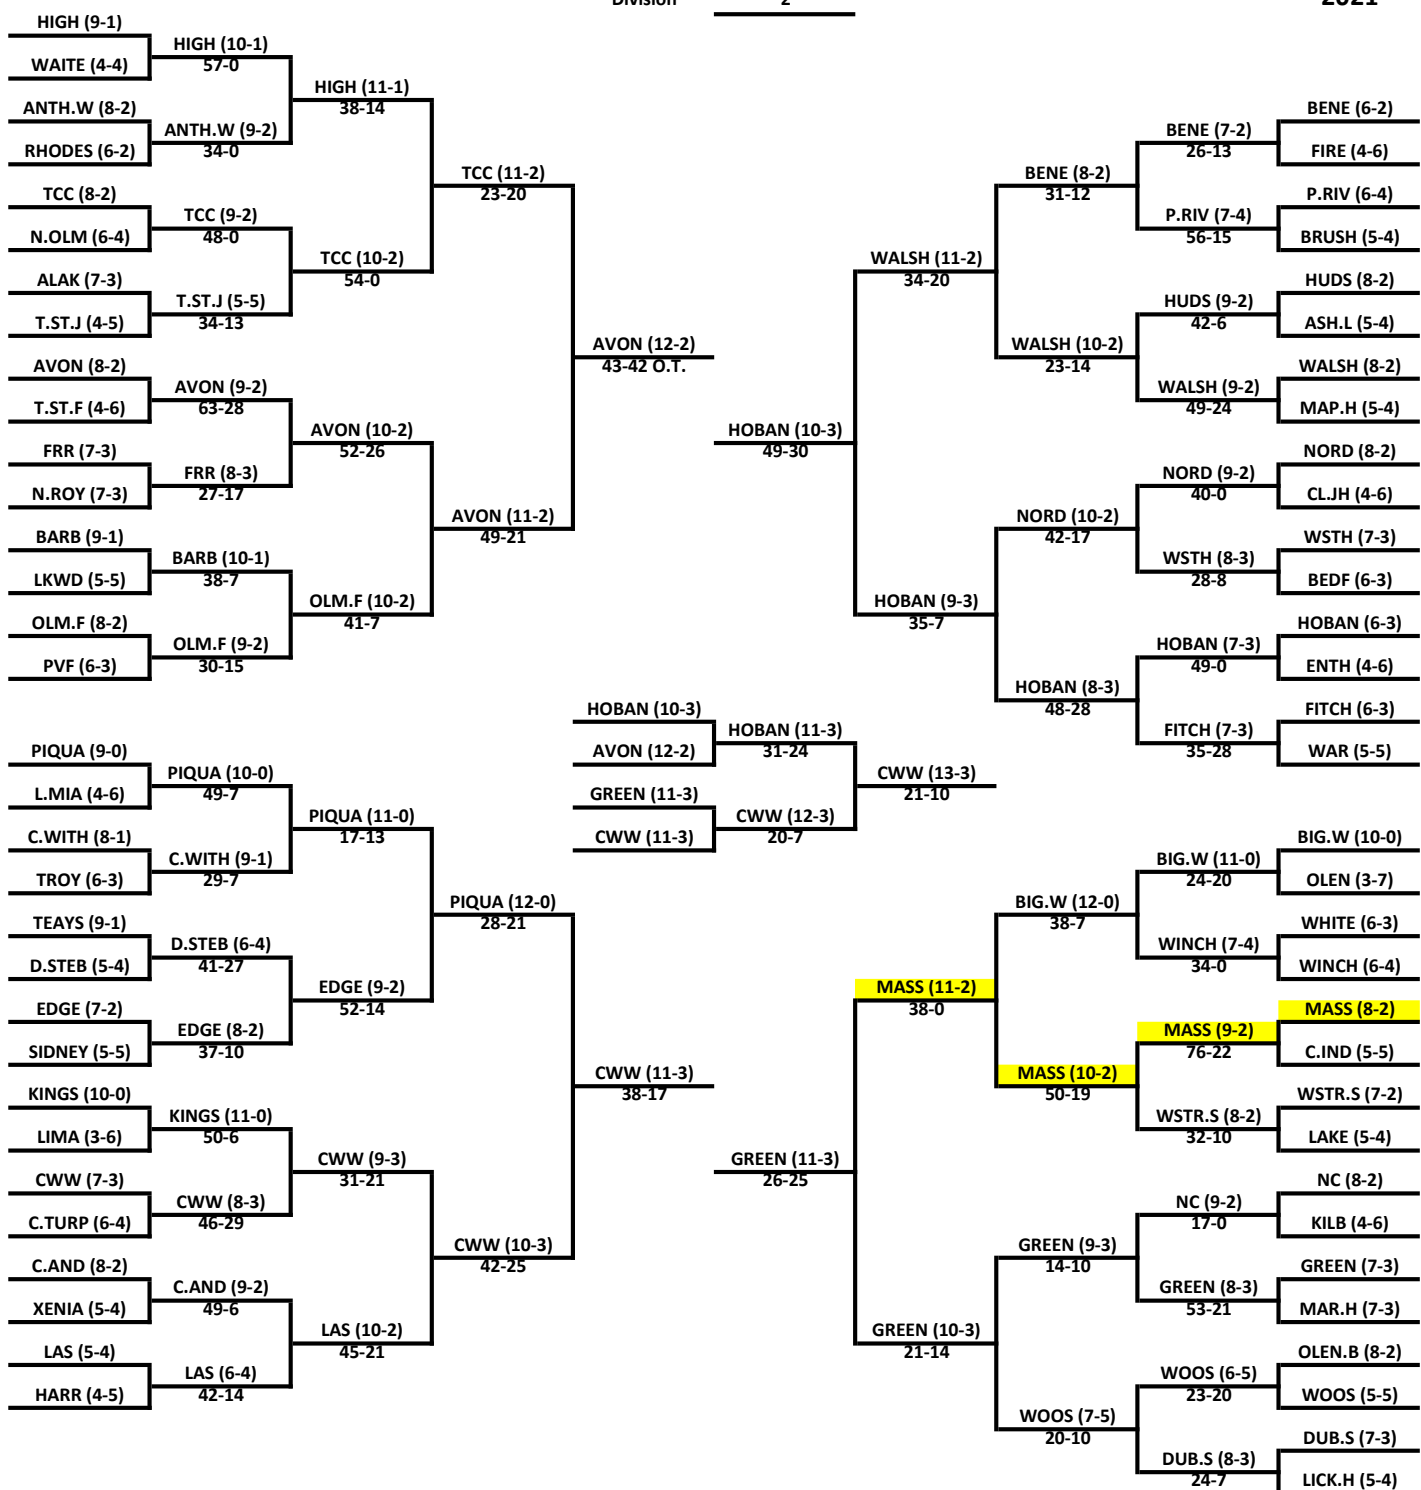 Division 2 2021
HIGH (9-1)
WAITE (4-4)
ANTH.W (8-2)
RHODES (6-2)
TCC (8-2)
N.OLM (6-4)
ALAK (7-3)
T.ST.J (4-5)
AVON (8-2)
T.ST.F (4-6)
FRR (7-3)
N.ROY (7-3)
BARB (9-1)
LKWD (5-5)
OLM.F (8-2)
PVF (6-3)
HIGH (10-1)
57-0
ANTH.W (9-2)
34-0
TCC (9-2)
48-0
T.ST.J (5-5)
34-13
AVON (9-2)
63-28
FRR (8-3)
27-17
BARB (10-1)
38-7
OLM.F (9-2)
30-15
HIGH (11-1)
38-14
TCC (10-2)
54-0
AVON (10-2)
52-26
OLM.F (10-2)
41-7
TCC (11-2)
23-20
AVON (11-2)
49-21
AVON (12-2)
43-42 O.T.
HOBAN (10-3)
49-30
WALSH (11-2)
34-20
HOBAN (9-3)
35-7
BENE (8-2)
31-12
WALSH (10-2)
23-14
NORD (10-2)
42-17
HOBAN (8-3)
48-28
BENE (7-2)
26-13
P.RIV (7-4)
56-15
HUDS (9-2)
42-6
WALSH (9-2)
49-24
NORD (9-2)
40-0
WSTH (8-3)
28-8
HOBAN (7-3)
49-0
FITCH (7-3)
35-28
BENE (6-2)
FIRE (4-6)
P.RIV (6-4)
BRUSH (5-4)
HUDS (8-2)
ASH.L (5-4)
WALSH (8-2)
MAP.H (5-4)
NORD (8-2)
CL.JH (4-6)
WSTH (7-3)
BEDF (6-3)
HOBAN (6-3)
ENTH (4-6)
FITCH (6-3)
WAR (5-5)
HOBAN (10-3)
AVON (12-2)
GREEN (11-3)
CWW (11-3)
HOBAN (11-3)
31-24
CWW (12-3)
20-7
CWW (13-3)
21-10
PIQUA (9-0)
L.MIA (4-6)
C.WITH (8-1)
TROY (6-3)
TEAYS (9-1)
D.STEB (5-4)
EDGE (7-2)
SIDNEY (5-5)
KINGS (10-0)
LIMA (3-6)
CWW (7-3)
C.TURP (6-4)
C.AND (8-2)
XENIA (5-4)
LAS (5-4)
HARR (4-5)
PIQUA (10-0)
49-7
C.WITH (9-1)
29-7
D.STEB (6-4)
41-27
EDGE (8-2)
37-10
KINGS (11-0)
50-6
CWW (8-3)
46-29
C.AND (9-2)
49-6
LAS (6-4)
42-14
PIQUA (11-0)
17-13
EDGE (9-2)
52-14
CWW (9-3)
31-21
LAS (10-2)
45-21
PIQUA (12-0)
28-21
CWW (10-3)
42-25
CWW (11-3)
38-17
GREEN (11-3)
26-25
MASS (11-2)
38-0
GREEN (10-3)
21-14
BIG.W (12-0)
38-7
MASS (10-2)
50-19
GREEN (9-3)
14-10
WOOS (7-5)
20-10
BIG.W (11-0)
24-20
WINCH (7-4)
34-0
MASS (9-2)
76-22
WSTR.S (8-2)
32-10
NC (9-2)
17-0
GREEN (8-3)
53-21
WOOS (6-5)
23-20
DUB.S (8-3)
24-7
BIG.W (10-0)
OLEN (3-7)
WHITE (6-3)
WINCH (6-4)
MASS (8-2)
C.IND (5-5)
WSTR.S (7-2)
LAKE (5-4)
NC (8-2)
KILB (4-6)
GREEN (7-3)
MAR.H (7-3)
OLEN.B (8-2)
WOOS (5-5)
DUB.S (7-3)
LICK.H (5-4)